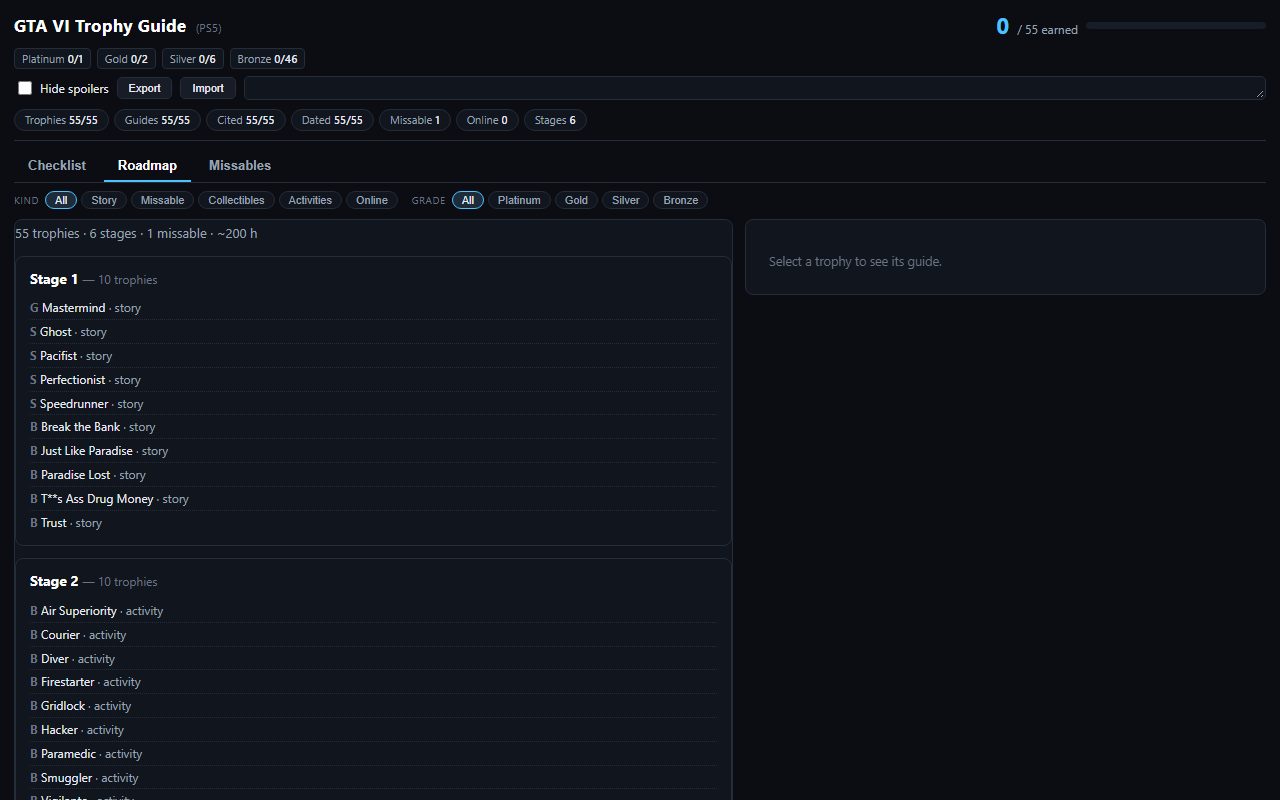 GTA VI Trophy Guide (PS5) 0 / 55 earned
Platinum 0/1 Gold 0/2 Silver 0/6 Bronze 0/46
Hide spoilers Export Import
Trophies 55/55 Guides 55/55 Cited 55/55 Dated 55/55 Missable 1 Online 0 Stages 6
Checklist Roadmap Missables
KIND All Story Missable Collectibles Activities Online GRADE All Platinum Gold Silver Bronze
55 trophies · 6 stages · 1 missable · ~200 h
Select a trophy to see its guide.
Stage 1 — 10 trophies
G Mastermind · story
S Ghost · story
S Pacifist · story
S Perfectionist · story
S Speedrunner · story
B Break the Bank · story
B Just Like Paradise · story
B Paradise Lost · story
B T**s Ass Drug Money · story
B Trust · story
Stage 2 — 10 trophies
B Air Superiority · activity
B Courier · activity
B Diver · activity
B Firestarter · activity
B Gridlock · activity
B Hacker · activity
B Paramedic · activity
B Smuggler · activity
B Vigilante · activity